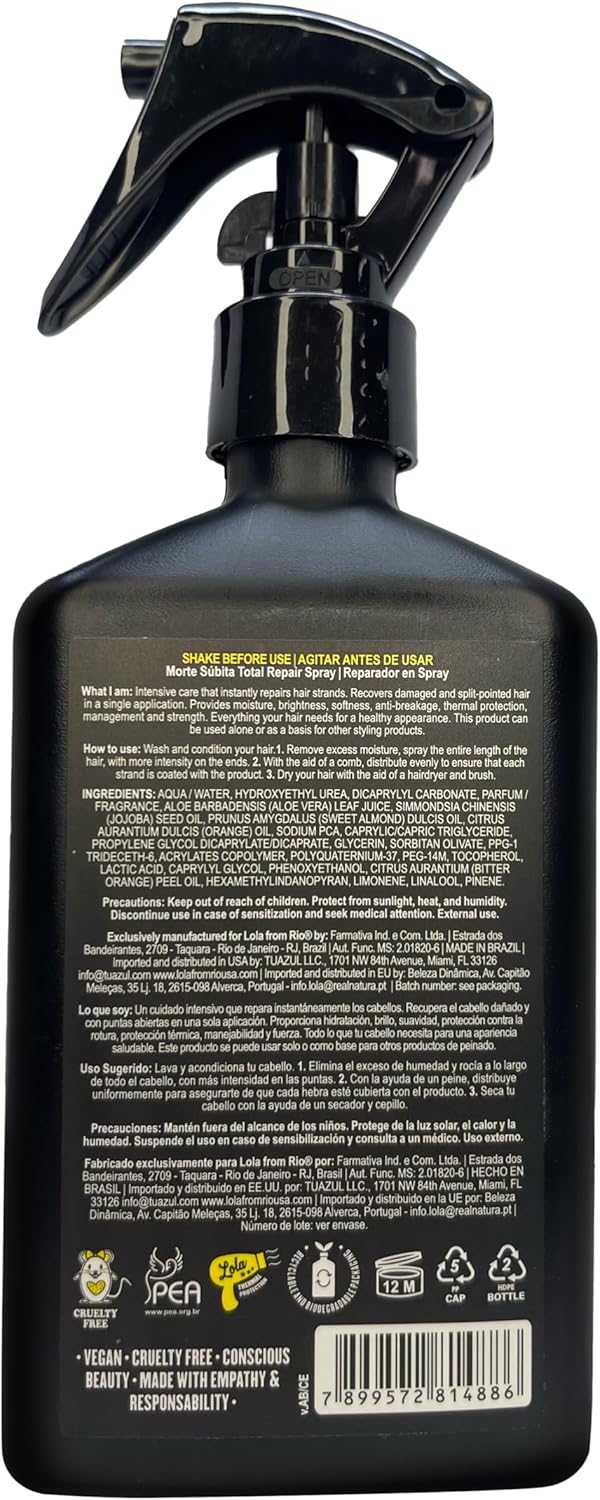 OPEN
SHAKE BEFORE USE | AGITAR ANTES DE USAR
Morte Súbita Total Repair Spray | Reparador en Spray
What I am: Intensive care that instantly repairs hair strands. Recovers damaged and split-pointed hair
in a single application. Provides moisture, brightness, softness, anti-breakage, thermal protection,
management and strength. Everything your hair needs for a healthy appearance. This product can
be used alone or as a basis for other styling products.
How to use: Wash and condition your hair.1. Remove excess moisture, spray the entire length of the
hair, with more intensity on the ends. 2. With the aid of a comb, distribute evenly to ensure that each
strand is coated with the product. 3. Dry your hair with the aid of a hairdryer and brush.
INGREDIENTS: AQUA / WATER, HYDROXYETHYL UREA, DICAPRYLYL CARBONATE, PARFUM /
FRAGRANCE, ALOE BARBADENSIS (ALOE VERA) LEAF JUICE, SIMMONDSIA CHINENSIS
(JOJOBA) SEED OIL, PRUNUS AMYGDALUS (SWEET ALMOND) DULCIS OIL, CITRUS
AURANTIUM DULCIS (ORANGE) OIL, SODIUM PCA, CAPRYLIC/CAPRIC TRIGLYCERIDE,
PROPYLENE GLYCOL DICAPRYLATE/DICAPRATE, GLYCERIN, SORBITAN OLIVATE, PPG-1
TRIDECETH-6, ACRYLATES COPOLYMER, POLYQUATERNIUM-37, PEG-14M, TOCOPHEROL,
LACTIC ACID, CAPRYLYL GLYCOL, PHENOXYETHANOL, CITRUS AURANTIUM (BITTER
ORANGE) PEEL OIL, HEXAMETHYLINDANOPYRAN, LIMONENE, LINALOOL, PINENE.
Precautions: Keep out of reach of children. Protect from sunlight, heat, and humidity.
Discontinue use in case of sensitization and seek medical attention. External use.
Exclusively manufactured for Lola from Rio® by: Farmativa Ind. e Com. Ltda. | Estrada dos
Bandeirantes, 2709 - Taquara - Rio de Janeiro - RJ, Brazil | Aut. Func. MS: 2.01820-6 | MADE IN BRAZIL |
Imported and distributed in USA by: TUAZUL LLC., 1701 NW 84th Avenue, Miami, FL 33126
info@tuazul.com www.lolafromriousa.com | Imported and distributed in EU by: Beleza Dinâmica, Av. Capitão
Meleças, 35 Lj. 18, 2615-098 Alverca, Portugal - info.lola@realnatura.pt | Batch number: see packaging.
Lo que soy: Un cuidado intensivo que repara instantáneamente los cabellos. Recupera el cabello dañado y
con puntas abiertas en una sola aplicación. Proporciona hidratación, brillo, suavidad, protección contra la
rotura, protección térmica, manejabilidad y fuerza. Todo lo que tu cabello necesita para una apariencia
saludable. Este producto se puede usar solo o como base para otros productos de peinado.
Uso Sugerido: Lava y acondiciona tu cabello. 1. Elimina el exceso de humedad y rocía a lo largo
de todo el cabello, con más intensidad en las puntas. 2. Con la ayuda de un peine, distribuye
uniformemente para asegurarte de que cada hebra esté cubierta con el producto. 3. Seca tu
cabello con la ayuda de un secador y cepillo.
Precauciones: Mantén fuera del alcance de los niños. Protege de la luz solar, el calor y la
humedad. Suspende el uso en caso de sensibilización y consulta a un médico. Uso externo.
Fabricado exclusivamente para Lola from Rio® por: Farmativa Ind. e Com. Ltda. | Estrada dos
Bandeirantes, 2709 - Taquara - Rio de Janeiro - RJ, Brasil | Aut. Func. MS: 2.01820-6 | HECHO EN
BRASIL | Importado y distribuido en EE.UU. por: TUAZUL LLC., 1701 NW 84th Avenue, Miami, FL
33126 info@tuazul.com www.lolafromriousa.com | Importado y distribuido en la UE por: Beleza
Dinâmica, Av. Capitão Meleças, 35 Lj. 18, 2615-098 Alverca, Portugal - info.lola@realnatura.pt |
Número de lote: ver envase.
CRUELTY
FREE
PEA
www.pea.org.br
Lola
THERMAL
PROTECTION
RECYCLABLE AND BIODEGRADABLE PACKAGING
12 M
5
PP
CAP
2
HDPE
BOTTLE
• VEGAN • CRUELTY FREE • CONSCIOUS
BEAUTY • MADE WITH EMPATHY &
RESPONSABILITY •
V.ABICE
7 899572 814886